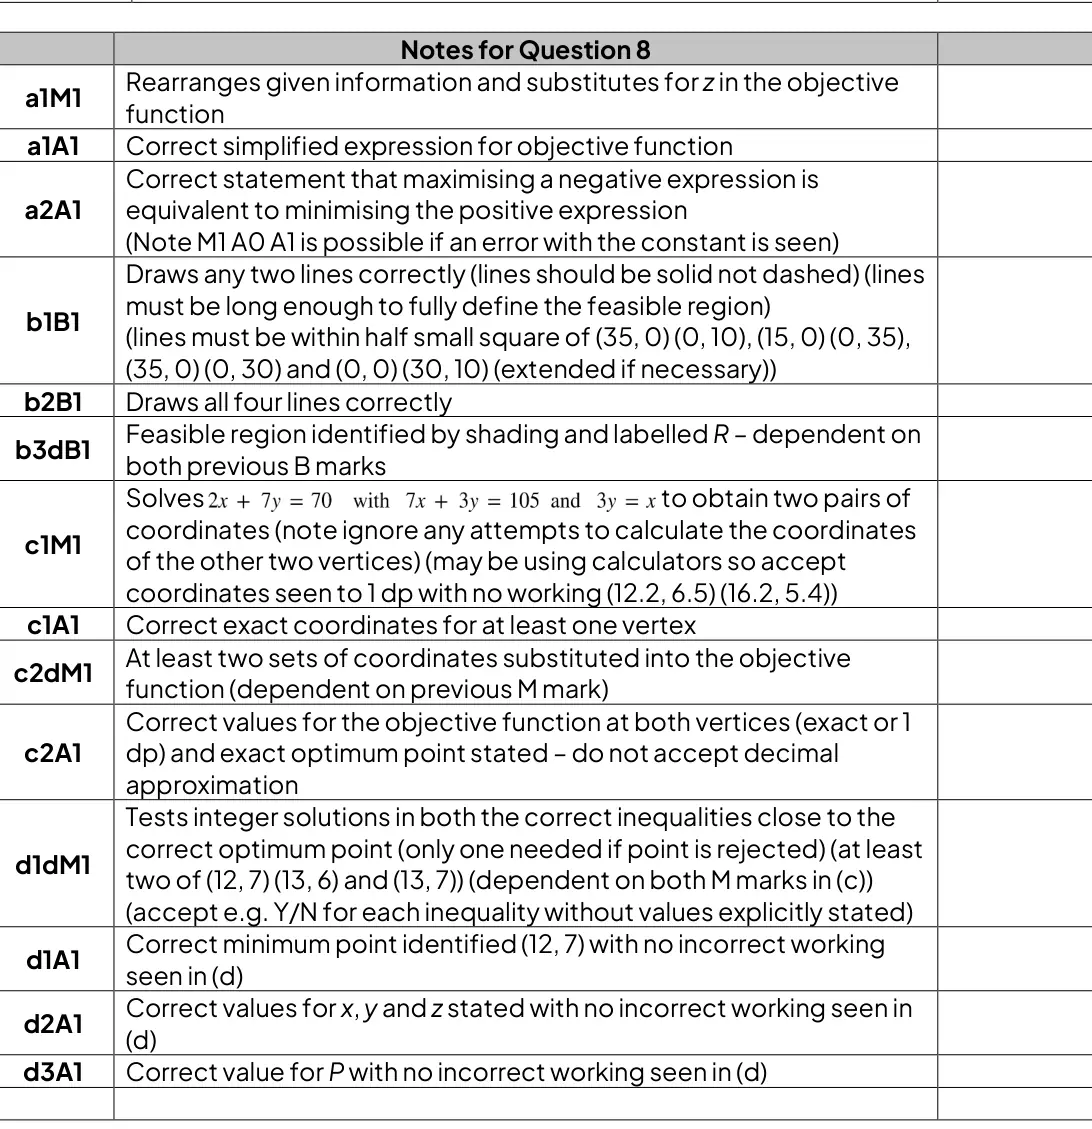 Notes for Question 8
a1M1
Rearranges given information and substitutes for z in the objective
function
a1A1
Correct simplified expression for objective function
a2A1
Correct statement that maximising a negative expression is
equivalent to minimising the positive expression
(Note M1 A0 A1 is possible if an error with the constant is seen)
b1B1
Draws any two lines correctly (lines should be solid not dashed) (lines
must be long enough to fully define the feasible region)
(lines must be within half small square of (35, 0) (0, 10), (15, 0) (0, 35),
(35, 0) (0, 30) and (0, 0) (30, 10) (extended if necessary))
b2B1
Draws all four lines correctly
b3dB1
Feasible region identified by shading and labelled R – dependent on
both previous B marks
c1M1
Solves 2x + 7y = 70 with 7x + 3y = 105 and 3y = x to obtain two pairs of
coordinates (note ignore any attempts to calculate the coordinates
of the other two vertices) (may be using calculators so accept
coordinates seen to 1 dp with no working (12.2, 6.5) (16.2, 5.4))
c1A1
Correct exact coordinates for at least one vertex
c2dM1
At least two sets of coordinates substituted into the objective
function (dependent on previous M mark)
c2A1
Correct values for the objective function at both vertices (exact or 1
dp) and exact optimum point stated – do not accept decimal
approximation
d1dM1
Tests integer solutions in both the correct inequalities close to the
correct optimum point (only one needed if point is rejected) (at least
two of (12, 7) (13, 6) and (13, 7)) (dependent on both M marks in (c))
(accept e.g. Y/N for each inequality without values explicitly stated)
d1A1
Correct minimum point identified (12, 7) with no incorrect working
seen in (d)
d2A1
Correct values for x, y and z stated with no incorrect working seen in
(d)
d3A1
Correct value for P with no incorrect working seen in (d)